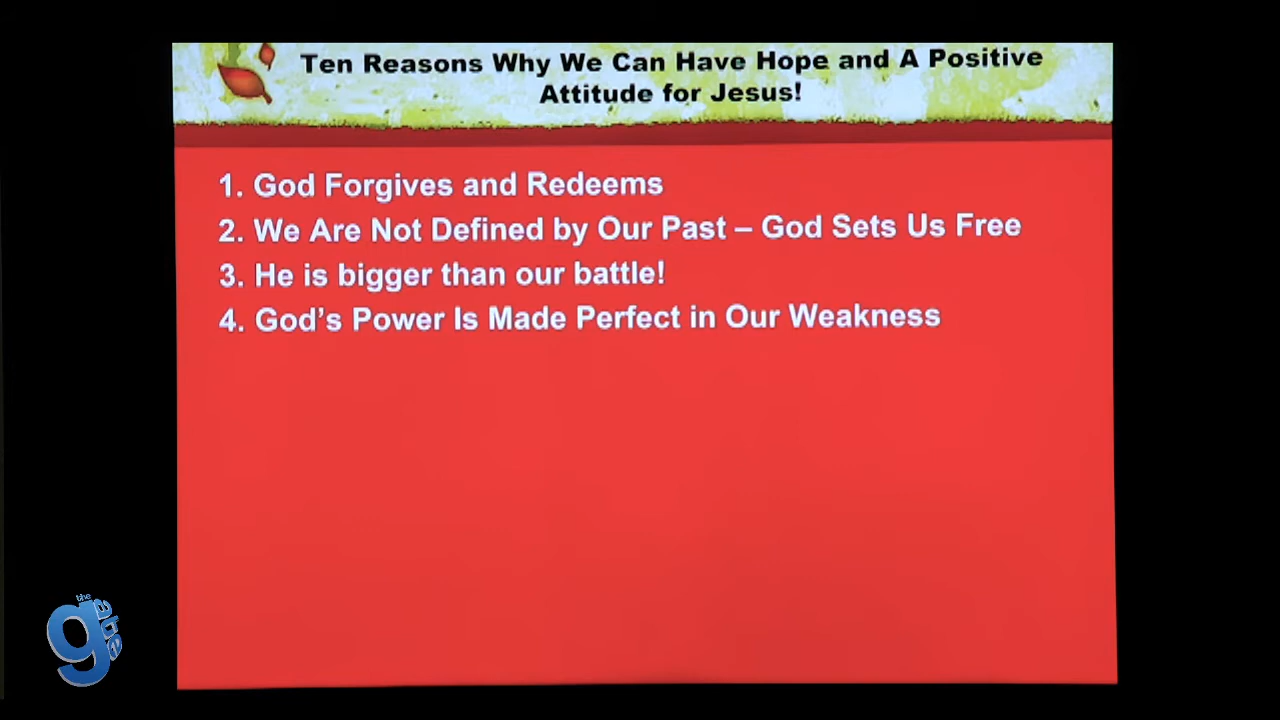 Ten Reasons Why We Can Have Hope and A Positive
Attitude for Jesus!
1. God Forgives and Redeems
2. We Are Not Defined by Our Past – God Sets Us Free
3. He is bigger than our battle!
4. God’s Power Is Made Perfect in Our Weakness
the gate